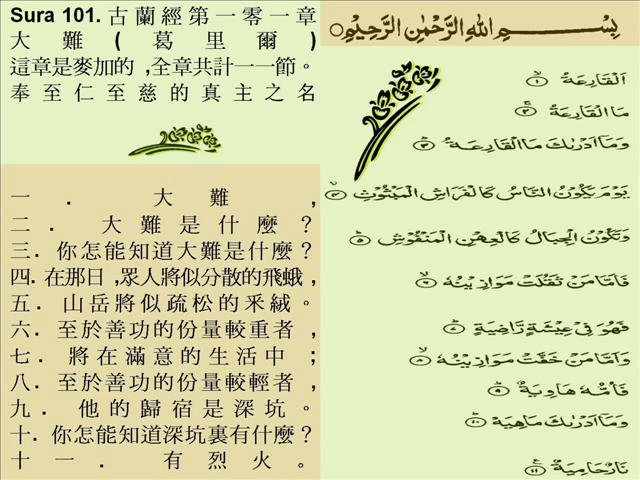 Sura 101. 古蘭經第一零一章
大難(葛里爾)
這章是麥加的 ,全章共計一一節。
奉至仁至慈的真主之名
一 . 大難 ,
二. 大難是什麼?
三. 你怎能知道大難是什麼?
四. 在那日 ,眾人將似分散的飛蛾 ,
五. 山岳將似疏松的采絨。
六. 至於善功的份量較重者 ,
七. 將在滿意的生活中 ;
八. 至於善功的份量較輕者 ,
九. 他的歸宿是深坑。
十. 你怎能知道深坑裏有什麼?
十一. 有烈火。
بِسْمِ اللهِ الرَّحْمٰنِ الرَّحِيْمِ
اَلْقَارِعَةُ ۱
مَا الْقَارِعَةُ ۲
وَمَا اَدْرٰىكَ مَا الْقَارِعَةُ ۳
يَوْمَ يَكُوْنُ النَّاسُ كَالْفَرَاشِ الْمَبْثُوْثِ ۴
وَتَكُوْنُ الْجِبَالُ كَالْعِهْنِ الْمَنْفُوْشِ ۵
فَاَمَّا مَنْ ثَقُلَتْ مَوَازِيْنُهٗ
فَهُوَ فِيْ عِيْشَةٍ رَّاضِيَةٍ
وَاَمَّا مَنْ خَفَّتْ مَوَازِيْنُهٗ
فَاُمُّهٗ هَاوِيَةٌ
وَمَا اَدْرٰىكَ مَاهِيَهْ ۱۰
نَارٌ حَامِيَةٌ ۱۱